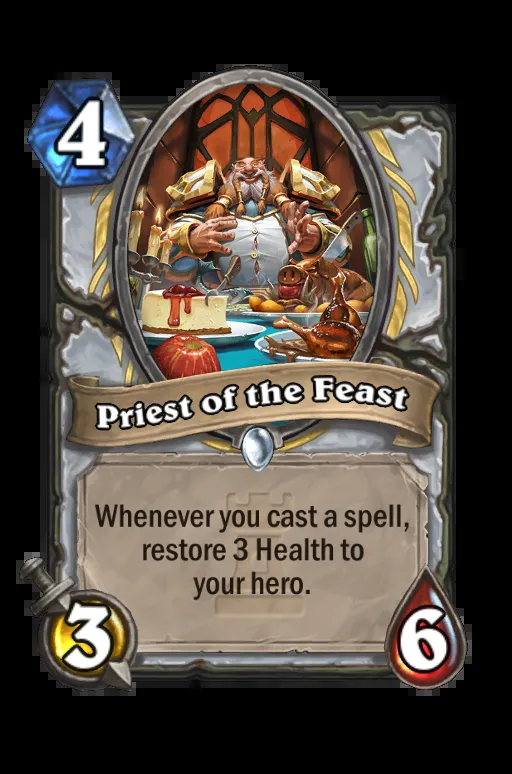 4
Priest of the Feast
Whenever you cast a spell,
restore 3 Health to
your hero.
3
6